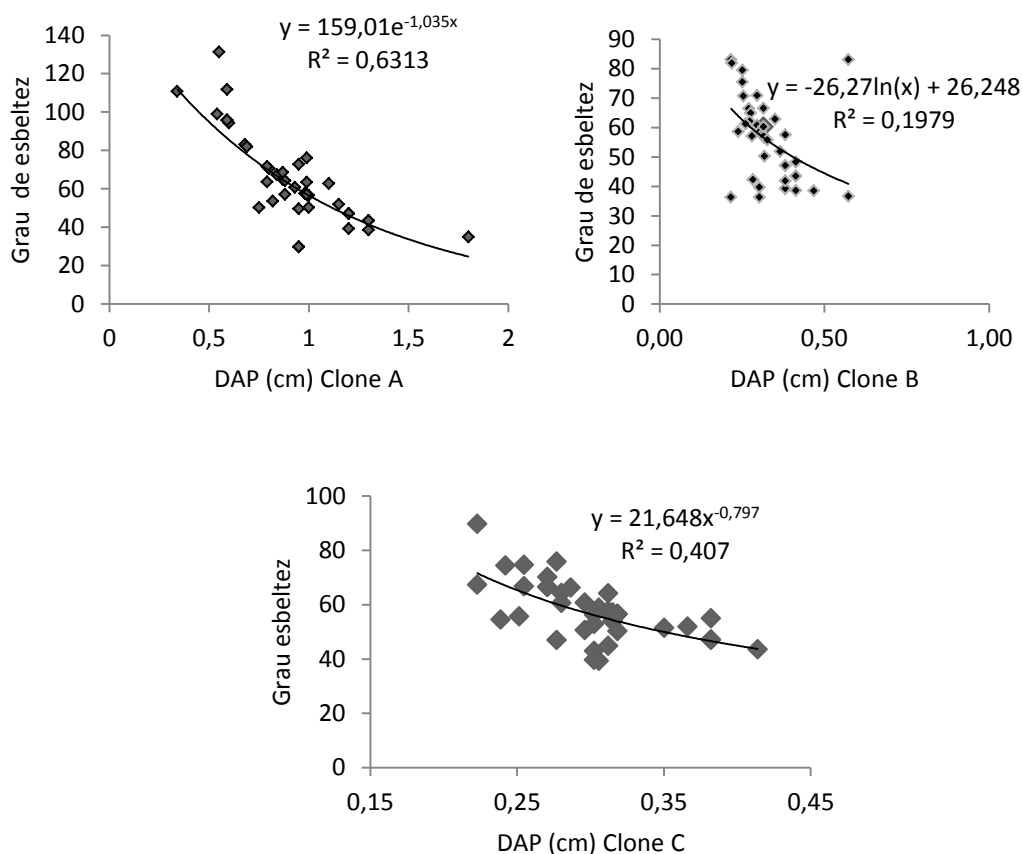 y = 159,01e^-1,035x
R² = 0,6313
140
120
100
80
60
40
20
0
Grau de esbeltez
0 0,5 1 1,5 2
DAP (cm) Clone A
y = -26,27ln(x) + 26,248
R² = 0,1979
90
80
70
60
50
40
30
20
10
0
Grau de esbeltez
0,00 0,50 1,00
DAP (cm) Clone B
y = 21,648x^-0,797
R² = 0,407
100
80
60
40
20
0
Grau esbeltez
0,15 0,25 0,35 0,45
DAP (cm) Clone C